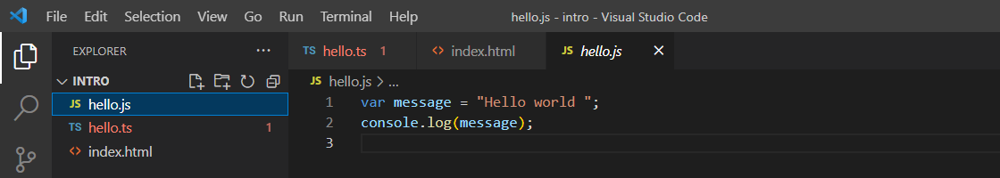 File Edit Selection View Go Run Terminal Help hello.js - intro - Visual Studio Code
EXPLORER ...
INTRO
JS hello.js
TS hello.ts 1
<> index.html
TS hello.ts 1 <> index.html JS hello.js ×
JS hello.js > ...
1 var message = "Hello world ";
2 console.log(message);
3